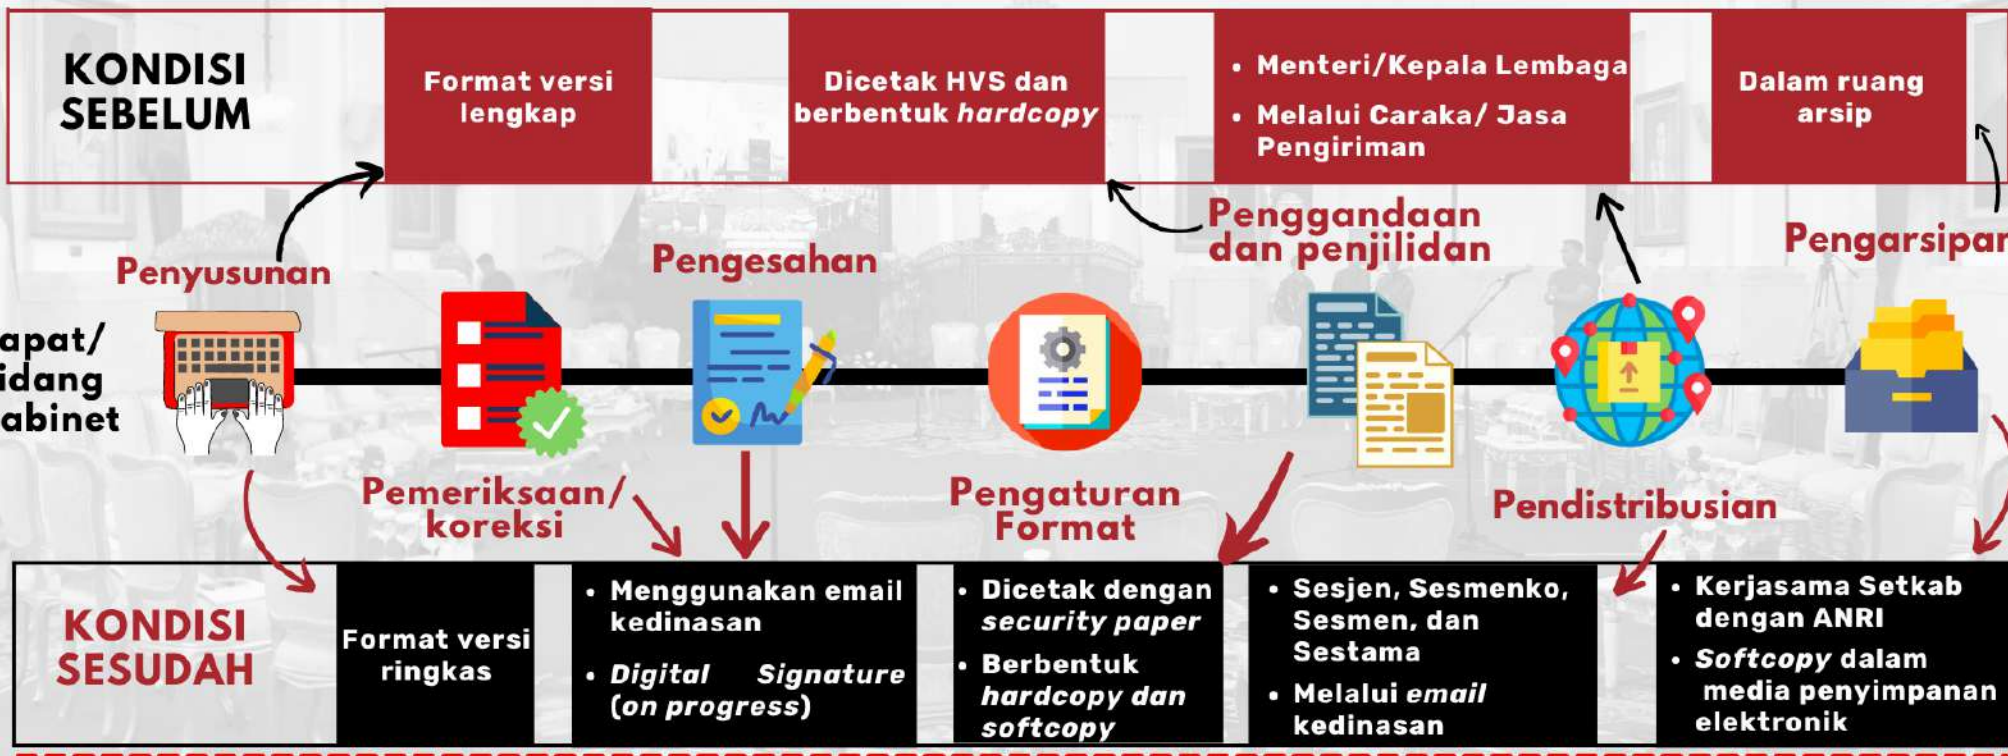 KONDISI
SEBELUM
Format versi
lengkap
Dicetak HVS dan
berbentuk hardcopy
• Menteri/Kepala Lembaga
• Melalui Caraka/ Jasa
Pengiriman
Dalam ruang
arsip
Penyusunan
Pengesahan
Penggandaan
dan penjilidan
Pengarsipan
apat/
idang
abinet
Pemeriksaan/
koreksi
Pengaturan
Format
Pendistribusian
KONDISI
SESUDAH
Format versi
ringkas
• Menggunakan email
kedinasan
• Digital Signature
(on progress)
• Dicetak dengan
security paper
• Berbentuk
hardcopy dan
softcopy
• Sesjen, Sesmenko,
Sesmen, dan
Sestama
• Melalui email
kedinasan
• Kerjasama Setkab
dengan ANRI
• Softcopy dalam
media penyimpanan
elektronik